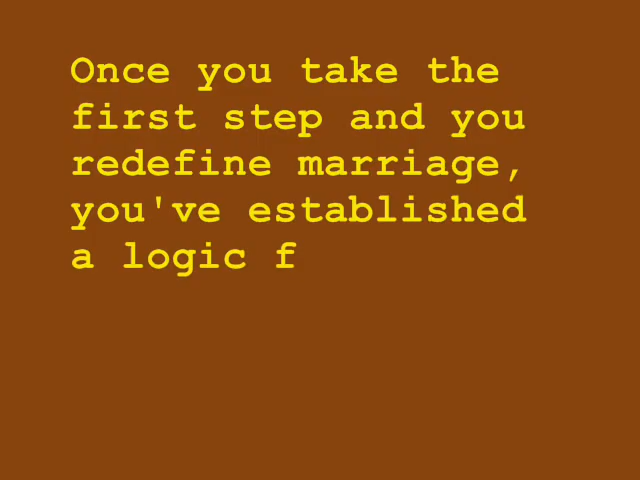 Once you take the
first step and you
redefine marriage,
you've established
a logic f